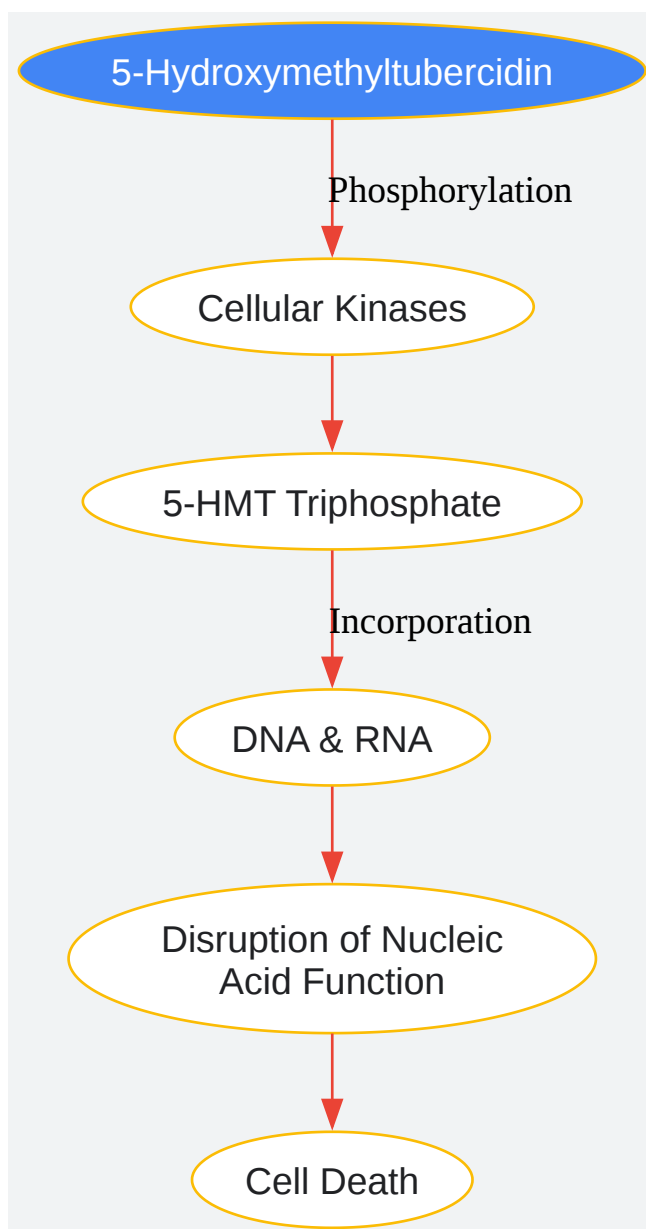 5-Hydroxymethyltubercidin
Phosphorylation
Cellular Kinases
5-HMT Triphosphate
Incorporation
DNA & RNA
Disruption of Nucleic
Acid Function
Cell Death